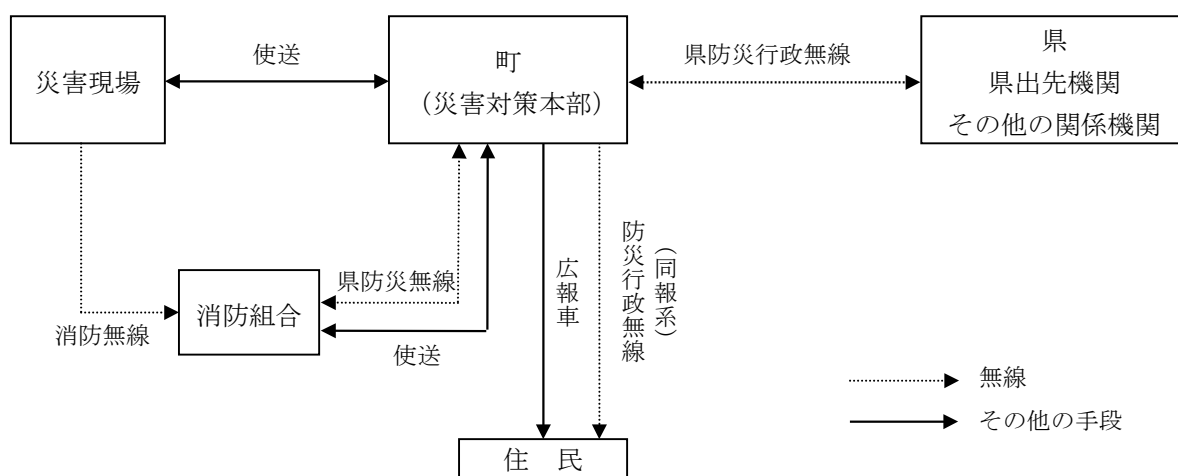 災害現場
使送
町
(災害対策本部)
県防災行政無線
県
県出先機関
その他の関係機関
消防無線
消防組合
県防災無線
使送
広報車
防災行政無線
(同報系)
住　民
無線
その他の手段